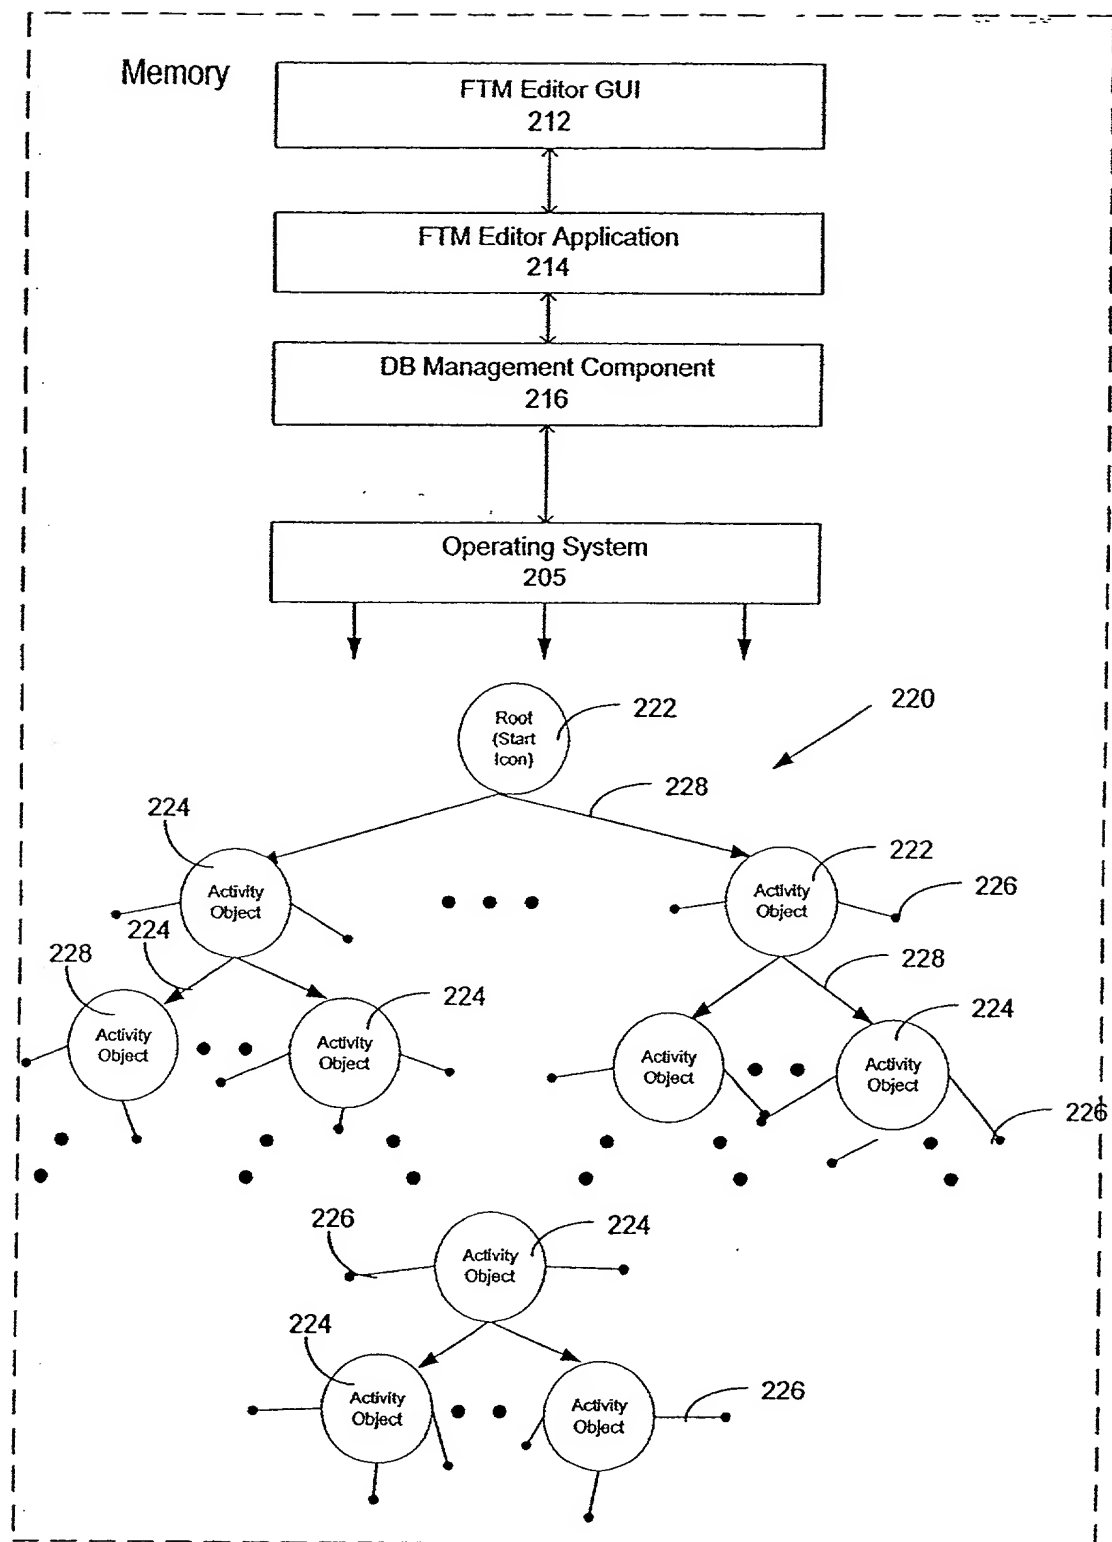 Memory
FTM Editor GUI
212
FTM Editor Application
214
DB Management Component
216
Operating System
205
Root
(Start
Icon)
222
220
228
224
Activity
Object
Activity
Object
222
226
224
228
Activity
Object
Activity
Object
224
228
Activity
Object
Activity
Object
224
226
226
Activity
Object
224
224
Activity
Object
Activity
Object
226